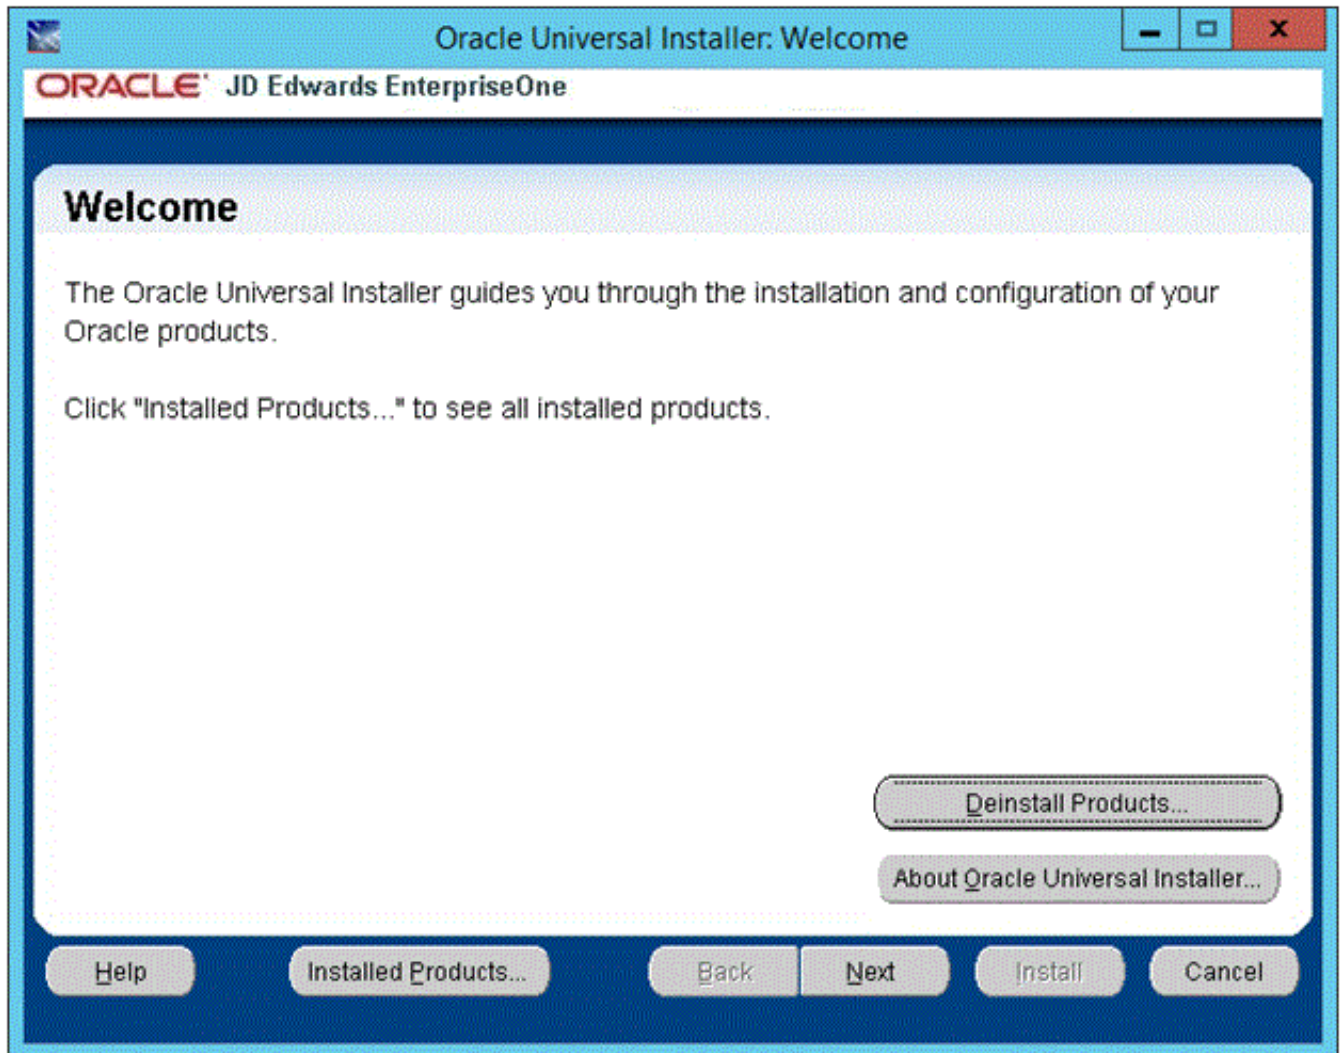 Oracle Universal Installer: Welcome
ORACLE JD Edwards EnterpriseOne
Welcome
The Oracle Universal Installer guides you through the installation and configuration of your
Oracle products.
Click "Installed Products..." to see all installed products.
Deinstall Products...
About Oracle Universal Installer...
Help
Installed Products...
Back
Next
Install
Cancel